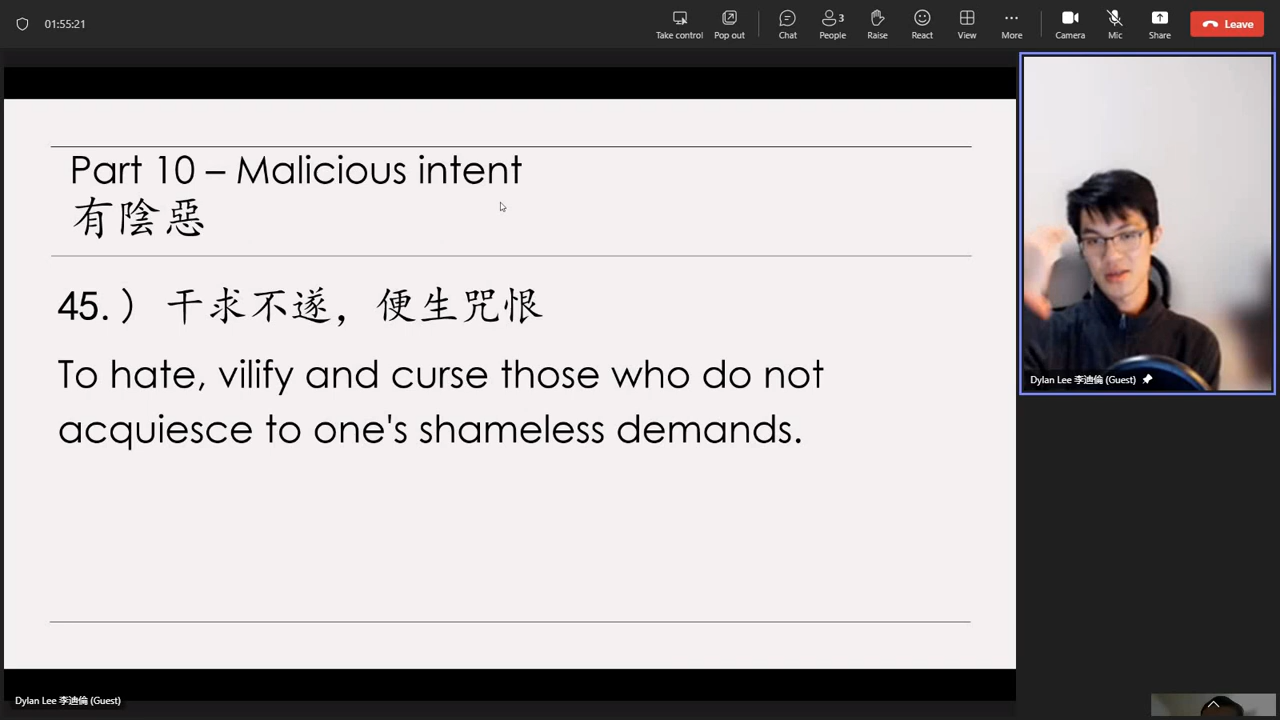 01:55:21
Take control
Pop out
Chat
3
People
Raise
React
View
More
Camera
Mic
Share
Leave
Part 10 – Malicious intent
有陰惡
45.） 干求不遂，便生咒恨
To hate, vilify and curse those who do not
acquiesce to one's shameless demands.
Dylan Lee 李迪倫 (Guest)
Dylan Lee 李迪倫 (Guest)